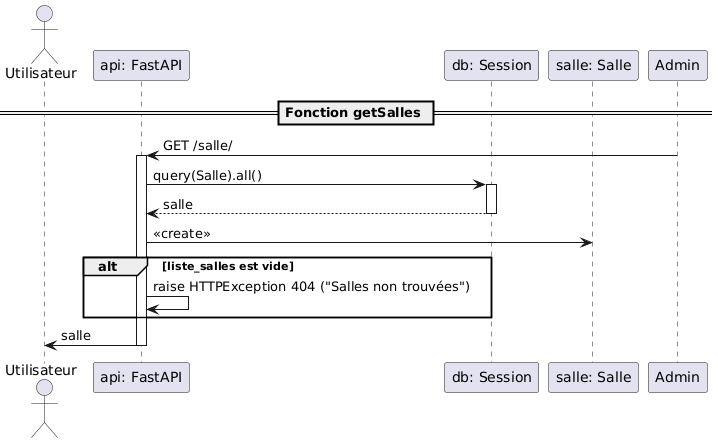 Utilisateur
api: FastAPI
db: Session
salle: Salle
Admin
Fonction getSalles
GET /salle/
query(Salle).all()
salle
«create»
alt
[liste_salles est vide]
raise HTTPException 404 ("Salles non trouvées")
salle
Utilisateur
api: FastAPI
db: Session
salle: Salle
Admin